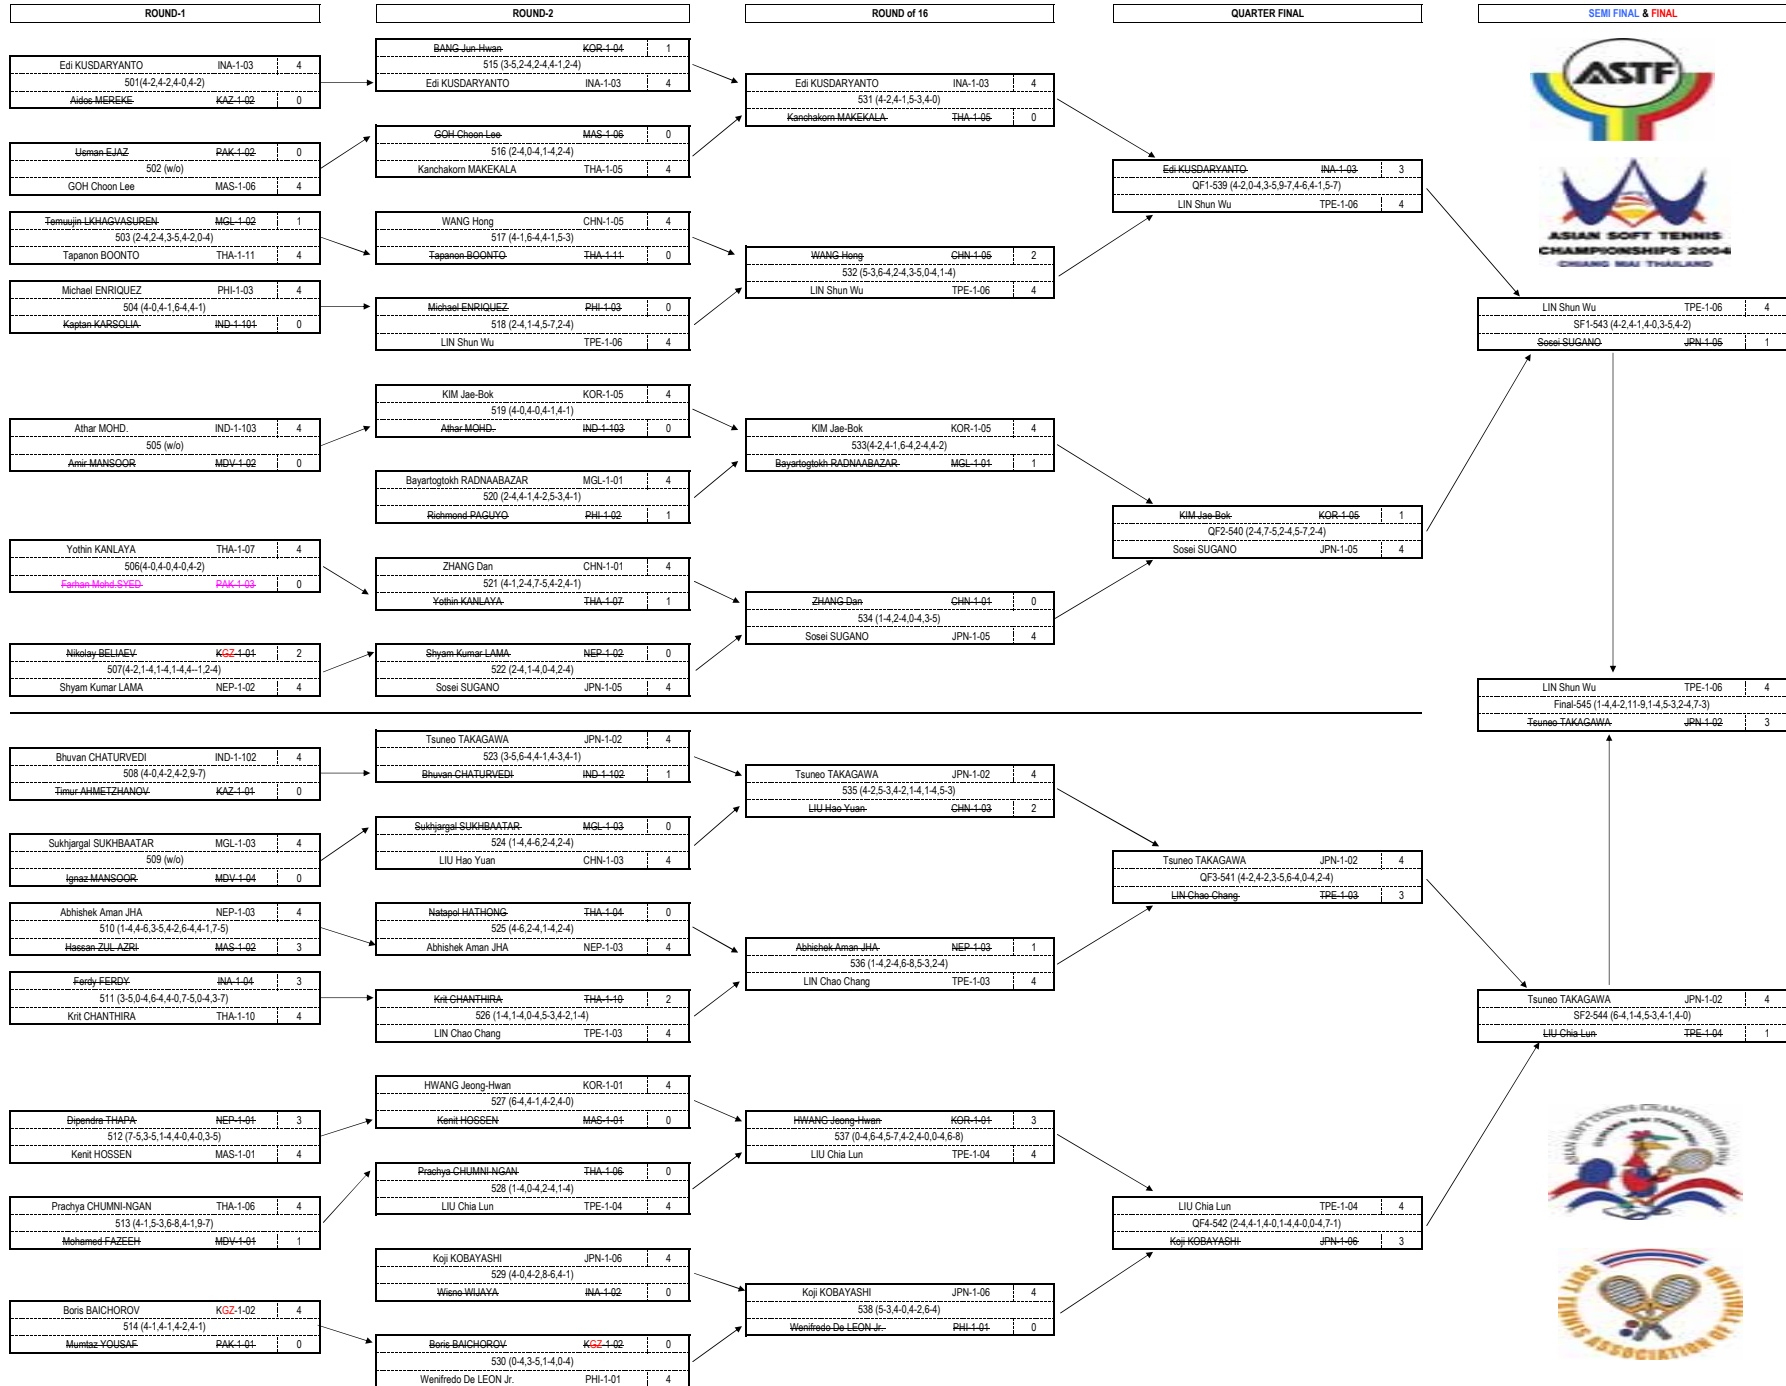 ROUND-1
Edi KUSDARYANTO INA-1-03 4
501(4-2,4-2,4-0,4-2)
Aidos MEREKE KAZ-1-02 0
Usman EJAZ PAK-1-02 0
502 (w/o)
GOH Choon Lee MAS-1-06 4
Temuujin LKHAGVASUREN MGL-1-02 1
503 (2-4,2-4,3-5,4-2,0-4)
Tapanon BOONTO THA-1-11 4
Michael ENRIQUEZ PHI-1-03 4
504 (4-0,4-1,6-4,4-1)
Kaptan KARSOLIA IND-1-101 0
Athar MOHD. IND-1-103 4
505 (w/o)
Amir MANSOOR MDV-1-02 0
Yothin KANLAYA THA-1-07 4
506(4-0,4-0,4-0,4-2)
Farhan Mohd.SYED PAK-1-03 0
Nikolay BELIAEV KGZ-1-01 2
507(4-2,1-4,1-4,1-4,4--1,2-4)
Shyam Kumar LAMA NEP-1-02 4
Bhuvan CHATURVEDI IND-1-102 4
508 (4-0,4-2,4-2,9-7)
Timur AHMETZHANOV KAZ-1-01 0
Sukhjargal SUKHBAATAR MGL-1-03 4
509 (w/o)
Ignaz MANSOOR MDV-1-04 0
Abhishek Aman JHA NEP-1-03 4
510 (1-4,4-6,3-5,4-2,6-4,4-1,7-5)
Hassan ZUL AZRI MAS-1-02 3
Ferdy FERDY INA-1-04 3
511 (3-5,0-4,6-4,4-0,7-5,0-4,3-7)
Krit CHANTHIRA THA-1-10 4
Dipendra THAPA NEP-1-01 3
512 (7-5,3-5,1-4,4-0,4-0,3-5)
Kenit HOSSEN MAS-1-01 4
Prachya CHUMNI-NGAN THA-1-06 4
513 (4-1,5-3,6-8,4-1,9-7)
Mohamed FAZEEH MDV-1-01 1
Boris BAICHOROV KGZ-1-02 4
514 (4-1,4-1,4-2,4-1)
Mumtaz YOUSAF PAK-1-01 0
ROUND-2
BANG Jun-Hwan KOR-1-04 1
515 (3-5,2-4,2-4,4-1,2-4)
Edi KUSDARYANTO INA-1-03 4
GOH Choon Lee MAS-1-06 0
516 (2-4,0-4,1-4,2-4)
Kanchakorn MAKEKALA THA-1-05 4
WANG Hong CHN-1-05 4
517 (4-1,6-4,4-1,5-3)
Tapanon BOONTO THA-1-11 0
Michael ENRIQUEZ PHI-1-03 0
518 (2-4,1-4,5-7,2-4)
LIN Shun Wu TPE-1-06 4
KIM Jae-Bok KOR-1-05 4
519 (4-0,4-0,4-1,4-1)
Athar MOHD. IND-1-103 0
Bayartogtokh RADNAABAZAR MGL-1-01 4
520 (2-4,4-1,4-2,5-3,4-1)
Richmond PAGUYO PHI-1-02 1
ZHANG Dan CHN-1-01 4
521 (4-1,2-4,7-5,4-2,4-1)
Yothin KANLAYA THA-1-07 1
Shyam Kumar LAMA NEP-1-02 0
522 (2-4,1-4,0-4,2-4)
Sosei SUGANO JPN-1-05 4
Tsuneo TAKAGAWA JPN-1-02 4
523 (3-5,6-4,4-1,4-3,4-1)
Bhuvan CHATURVEDI IND-1-102 1
Sukhjargal SUKHBAATAR MGL-1-03 0
524 (1-4,4-6,2-4,2-4)
LIU Hao Yuan CHN-1-03 4
Natapol HATHONG THA-1-04 0
525 (4-6,2-4,1-4,2-4)
Abhishek Aman JHA NEP-1-03 4
Krit CHANTHIRA THA-1-10 2
526 (1-4,1-4,0-4,5-3,4-2,1-4)
LIN Chao Chang TPE-1-03 4
HWANG Jeong-Hwan KOR-1-01 4
527 (6-4,4-1,4-2,4-0)
Kenit HOSSEN MAS-1-01 0
Prachya CHUMNI-NGAN THA-1-06 0
528 (1-4,0-4,2-4,1-4)
LIU Chia Lun TPE-1-04 4
Koji KOBAYASHI JPN-1-06 4
529 (4-0,4-2,8-6,4-1)
Wisno WIJAYA INA-1-02 0
Boris BAICHOROV KGZ-1-02 0
530 (0-4,3-5,1-4,0-4)
Wenifredo De LEON Jr. PHI-1-01 4
ROUND of 16
Edi KUSDARYANTO INA-1-03 4
531 (4-2,4-1,5-3,4-0)
Kanchakorn MAKEKALA THA-1-05 0
WANG Hong CHN-1-05 2
532 (5-3,6-4,2-4,3-5,0-4,1-4)
LIN Shun Wu TPE-1-06 4
KIM Jae-Bok KOR-1-05 4
533(4-2,4-1,6-4,2-4,4-2)
Bayartogtokh RADNAABAZAR MGL-1-01 1
ZHANG Dan CHN-1-01 0
534 (1-4,2-4,0-4,3-5)
Sosei SUGANO JPN-1-05 4
Tsuneo TAKAGAWA JPN-1-02 4
535 (4-2,5-3,4-2,1-4,1-4,5-3)
LIU Hao Yuan CHN-1-03 2
Abhishek Aman JHA NEP-1-03 1
536 (1-4,2-4,6-8,5-3,2-4)
LIN Chao Chang TPE-1-03 4
HWANG Jeong-Hwan KOR-1-01 3
537 (0-4,6-4,5-7,4-2,4-0,0-4,6-8)
LIU Chia Lun TPE-1-04 4
Koji KOBAYASHI JPN-1-06 4
538 (5-3,4-0,4-2,6-4)
Wenifredo De LEON Jr. PHI-1-01 0
QUARTER FINAL
Edi KUSDARYANTO INA-1-03 3
QF1-539 (4-2,0-4,3-5,9-7,4-6,4-1,5-7)
LIN Shun Wu TPE-1-06 4
KIM Jae Bok KOR-1-05 1
QF2-540 (2-4,7-5,2-4,5-7,2-4)
Sosei SUGANO JPN-1-05 4
Tsuneo TAKAGAWA JPN-1-02 4
QF3-541 (4-2,4-2,3-5,6-4,0-4,2-4)
LIN Chao Chang TPE-1-03 3
LIU Chia Lun TPE-1-04 4
QF4-542 (2-4,4-1,4-0,1-4,4-0,0-4,7-1)
Koji KOBAYASHI JPN-1-06 3
SEMI FINAL & FINAL
ASTF
ASIAN SOFT TENNIS
CHAMPIONSHIPS 2004
CHIANG MAI THAILAND
LIN Shun Wu TPE-1-06 4
SF1-543 (4-2,4-1,4-0,3-5,4-2)
Sosei SUGANO JPN-1-05 1
LIN Shun Wu TPE-1-06 4
Final-545 (1-4,4-2,11-9,1-4,5-3,2-4,7-3)
Tsuneo TAKAGAWA JPN-1-02 3
Tsuneo TAKAGAWA JPN-1-02 4
SF2-544 (6-4,1-4,5-3,4-1,4-0)
LIU Chia Lun TPE-1-04 1
ASIAN SOFT TENNIS CHAMPIONSHIPS 2004
CHIANG MAI THAILAND
SOFT TENNIS ASSOCIATION OF THAILAND